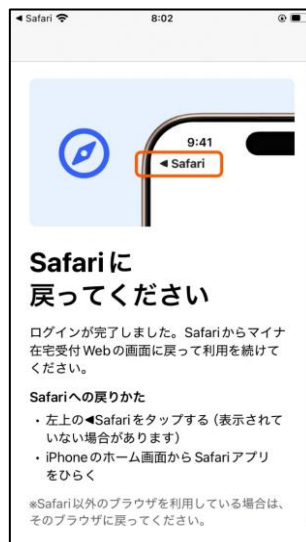 ◀ Safari 8:02
9:41
◀ Safari
Safariに
戻ってください
ログインが完了しました。Safariからマイナ
在宅受付Webの画面に戻って利用を続けて
ください。
Safariへの戻りかた
・左上の◀Safariをタップする（表示されて
いない場合があります）
・iPhoneのホーム画面からSafariアプリ
をひらく
※Safari以外のブラウザを利用している場合は、
そのブラウザに戻ってください。